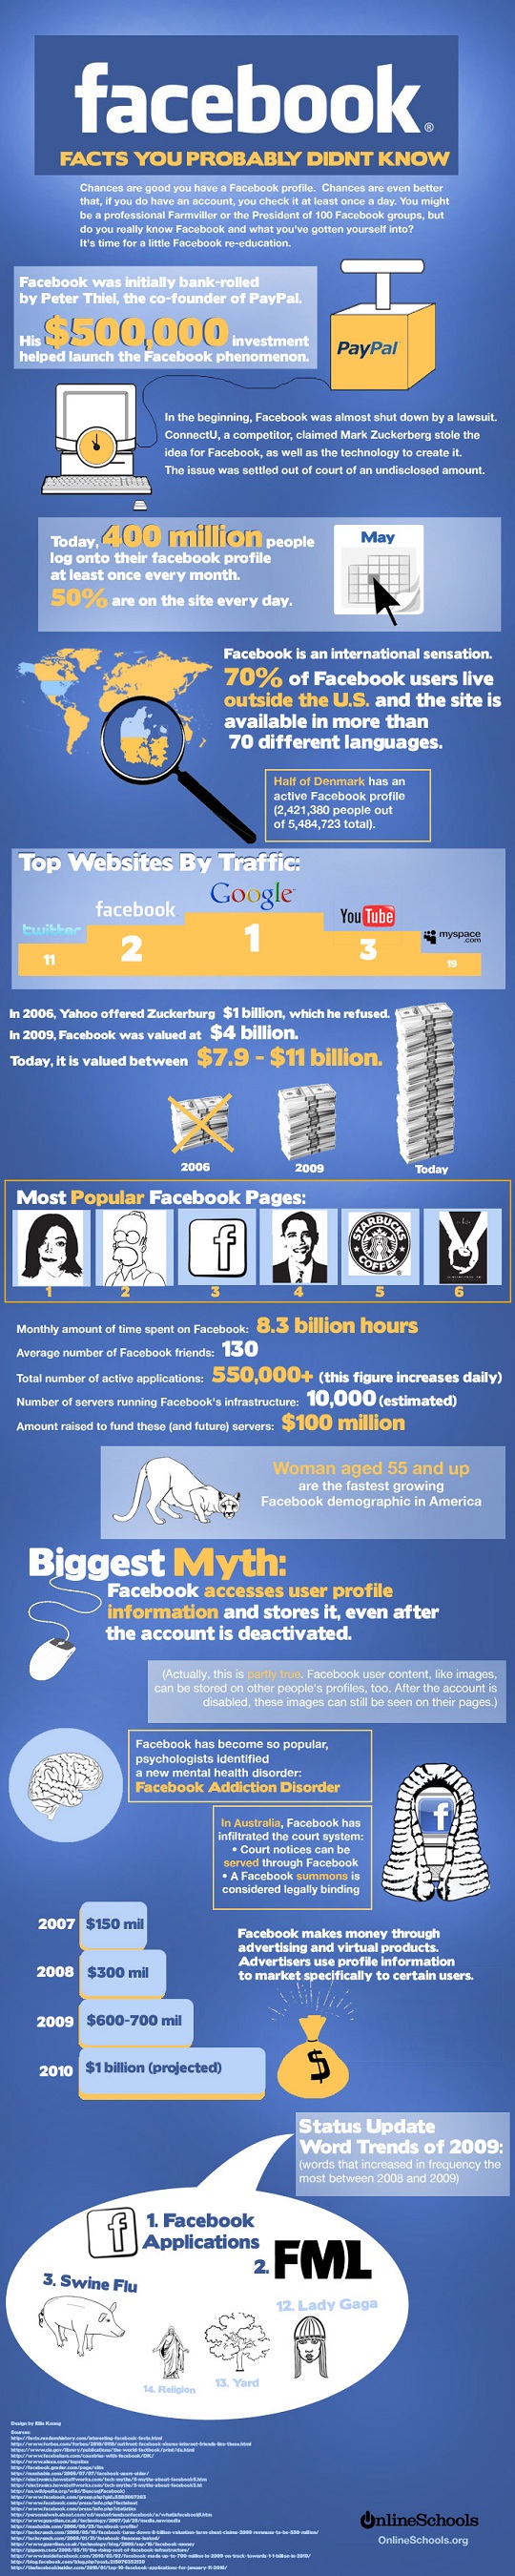 facebook®
FACTS YOU PROBABLY DIDNT KNOW
Chances are good you have a Facebook profile. Chances are even better
that, if you do have an account, you check it at least once a day. You might
be a professional Farmviller or the President of 100 Facebook groups, but
do you really know Facebook and what you've gotten yourself into?
It's time for a little Facebook re-education.
Facebook was initially bank-rolled
by Peter Thiel, the co-founder of PayPal.
His $500,000 investment
helped launch the Facebook phenomenon.
PayPal
In the beginning, Facebook was almost shut down by a lawsuit.
ConnectU, a competitor, claimed Mark Zuckerberg stole the
idea for Facebook, as well as the technology to create it.
The issue was settled out of court of an undisclosed amount.
Today, 400 million people
log onto their facebook profile
at least once every month.
50% are on the site every day.
May
Facebook is an international sensation.
70% of Facebook users live
outside the U.S. and the site is
available in more than
70 different languages.
Half of Denmark has an
active Facebook profile
(2,421,380 people out
of 5,484,723 total).
Top Websites By Traffic:
twitter
11
facebook
2
Google
1
YouTube
3
myspace.com
19
In 2006, Yahoo offered Zuckerburg $1 billion, which he refused.
In 2009, Facebook was valued at $4 billion.
Today, it is valued between $7.9 - $11 billion.
2006
2009
Today
Most Popular Facebook Pages:
f
STARBUCKS
COFFEE
1
2
3
4
5
6
Monthly amount of time spent on Facebook: 8.3 billion hours
Average number of Facebook friends: 130
Total number of active applications: 550,000+ (this figure increases daily)
Number of servers running Facebook's infrastructure: 10,000 (estimated)
Amount raised to fund these (and future) servers: $100 million
Woman aged 55 and up
are the fastest growing
Facebook demographic in America
Biggest Myth:
Facebook accesses user profile
information and stores it, even after
the account is deactivated.
(Actually, this is partly true. Facebook user content, like images,
can be stored on other people's profiles, too. After the account is
disabled, these images can still be seen on their pages.)
Facebook has become so popular,
psychologists identified
a new mental health disorder:
Facebook Addiction Disorder
In Australia, Facebook has
infiltrated the court system:
• Court notices can be
served through Facebook
• A Facebook summons is
considered legally binding
f
2007 $150 mil
2008 $300 mil
2009 $600-700 mil
2010 $1 billion (projected)
Facebook makes money through
advertising and virtual products.
Advertisers use profile information
to market specifically to certain users.
$
Status Update
Word Trends of 2009:
(words that increased in frequency the
most between 2008 and 2009)
f
1. Facebook
Applications
2. FML
3. Swine Flu
12. Lady Gaga
13. Yard
14. Religion
Sources:
OnlineSchools
OnlineSchools.org